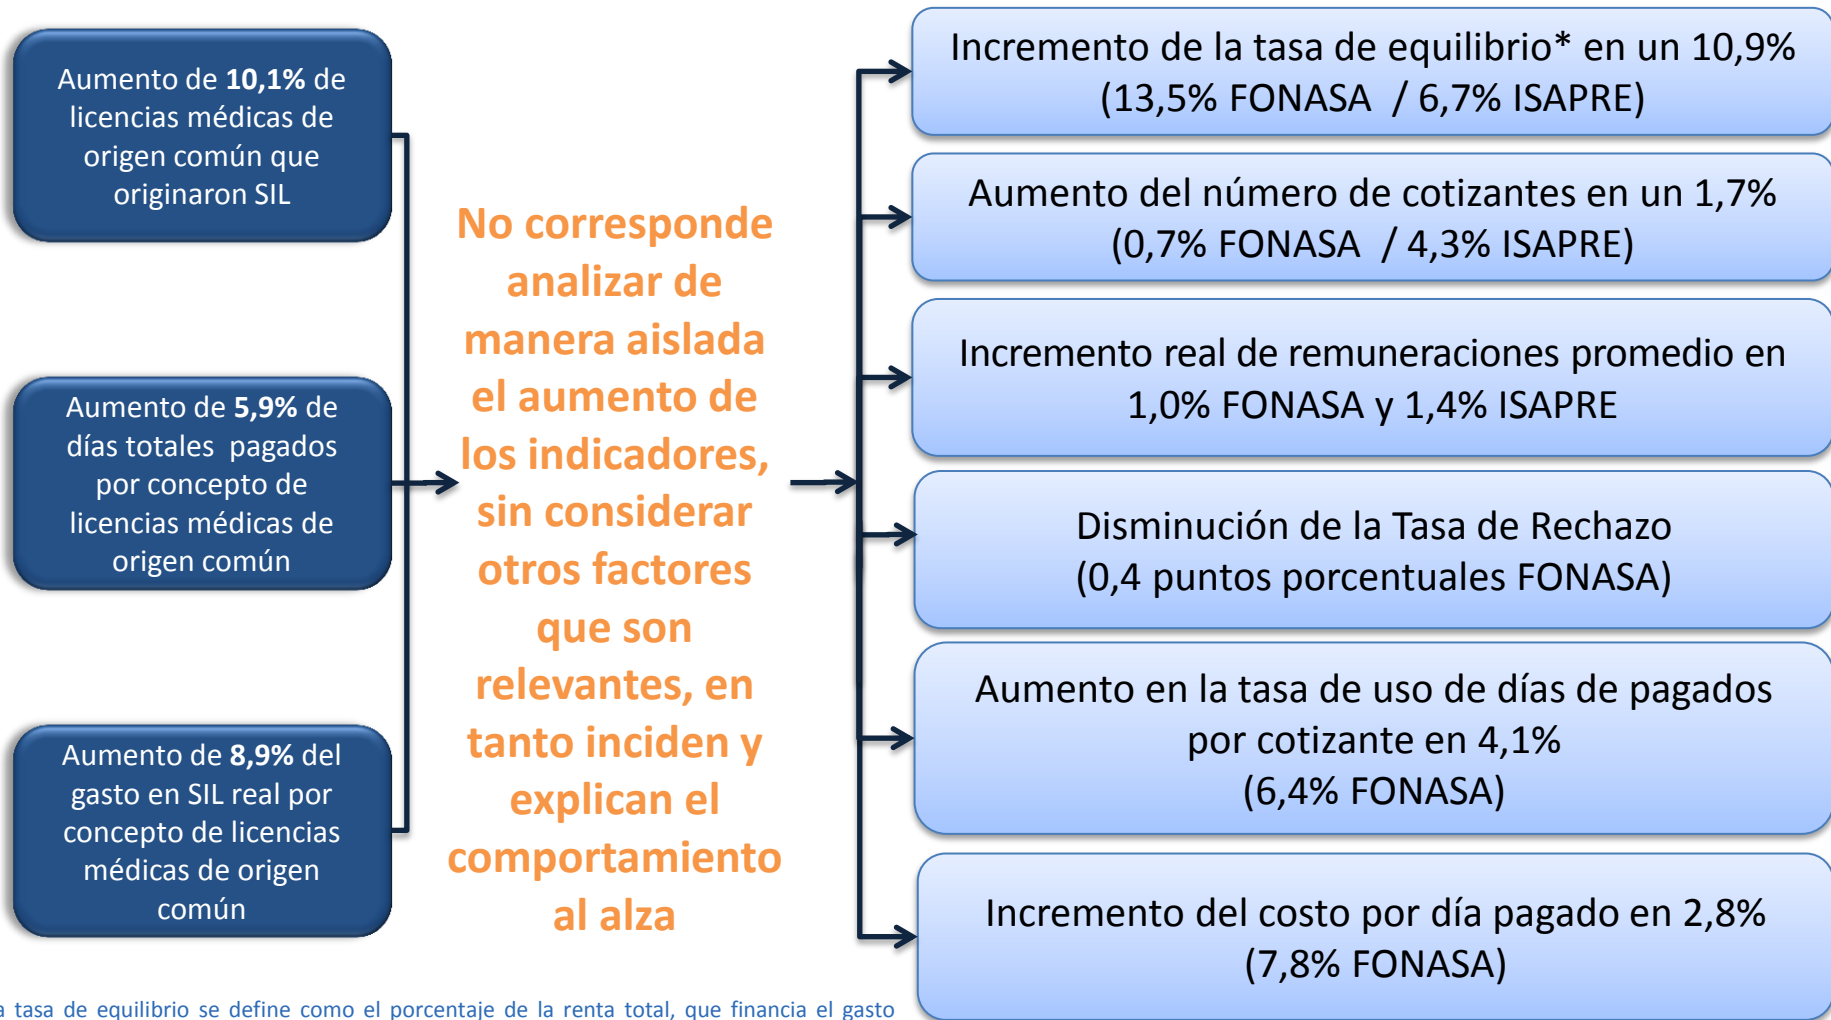 Aumento de 10,1% de
licencias médicas de
origen común que
originaron SIL
Aumento de 5,9% de
días totales pagados
por concepto de
licencias médicas de
origen común
Aumento de 8,9% del
gasto en SIL real por
concepto de licencias
médicas de origen
común
No corresponde
analizar de
manera aislada
el aumento de
los indicadores,
sin considerar
otros factores
que son
relevantes, en
tanto inciden y
explican el
comportamiento
al alza
Incremento de la tasa de equilibrio* en un 10,9%
(13,5% FONASA / 6,7% ISAPRE)
Aumento del número de cotizantes en un 1,7%
(0,7% FONASA / 4,3% ISAPRE)
Incremento real de remuneraciones promedio en
1,0% FONASA y 1,4% ISAPRE
Disminución de la Tasa de Rechazo
(0,4 puntos porcentuales FONASA)
Aumento en la tasa de uso de días de pagados
por cotizante en 4,1%
(6,4% FONASA)
Incremento del costo por día pagado en 2,8%
(7,8% FONASA)
a tasa de equilibrio se define como el porcentaje de la renta total, que financia el gasto